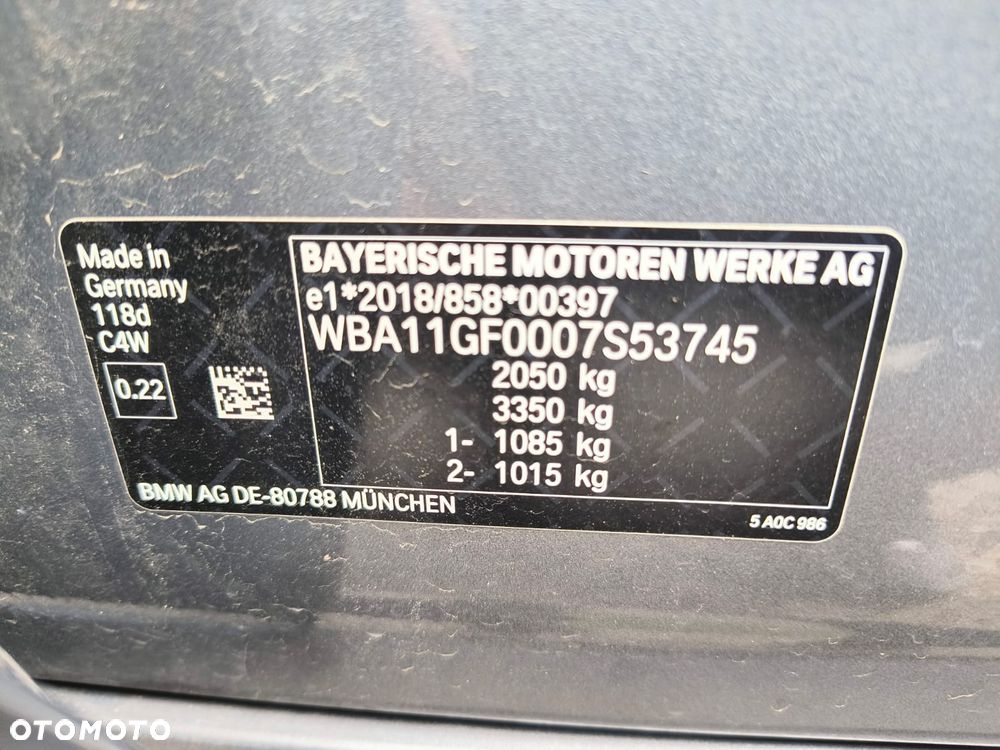 Made in
Germany
118d
C4W
0.22
BAYERISCHE MOTOREN WERKE AG
e1*2018/858*00397
WBA11GF0007S53745
2050 kg
3350 kg
1- 1085 kg
2- 1015 kg
BMW AG DE-80788 MÜNCHEN
5 A0C 986
OTOMOTO